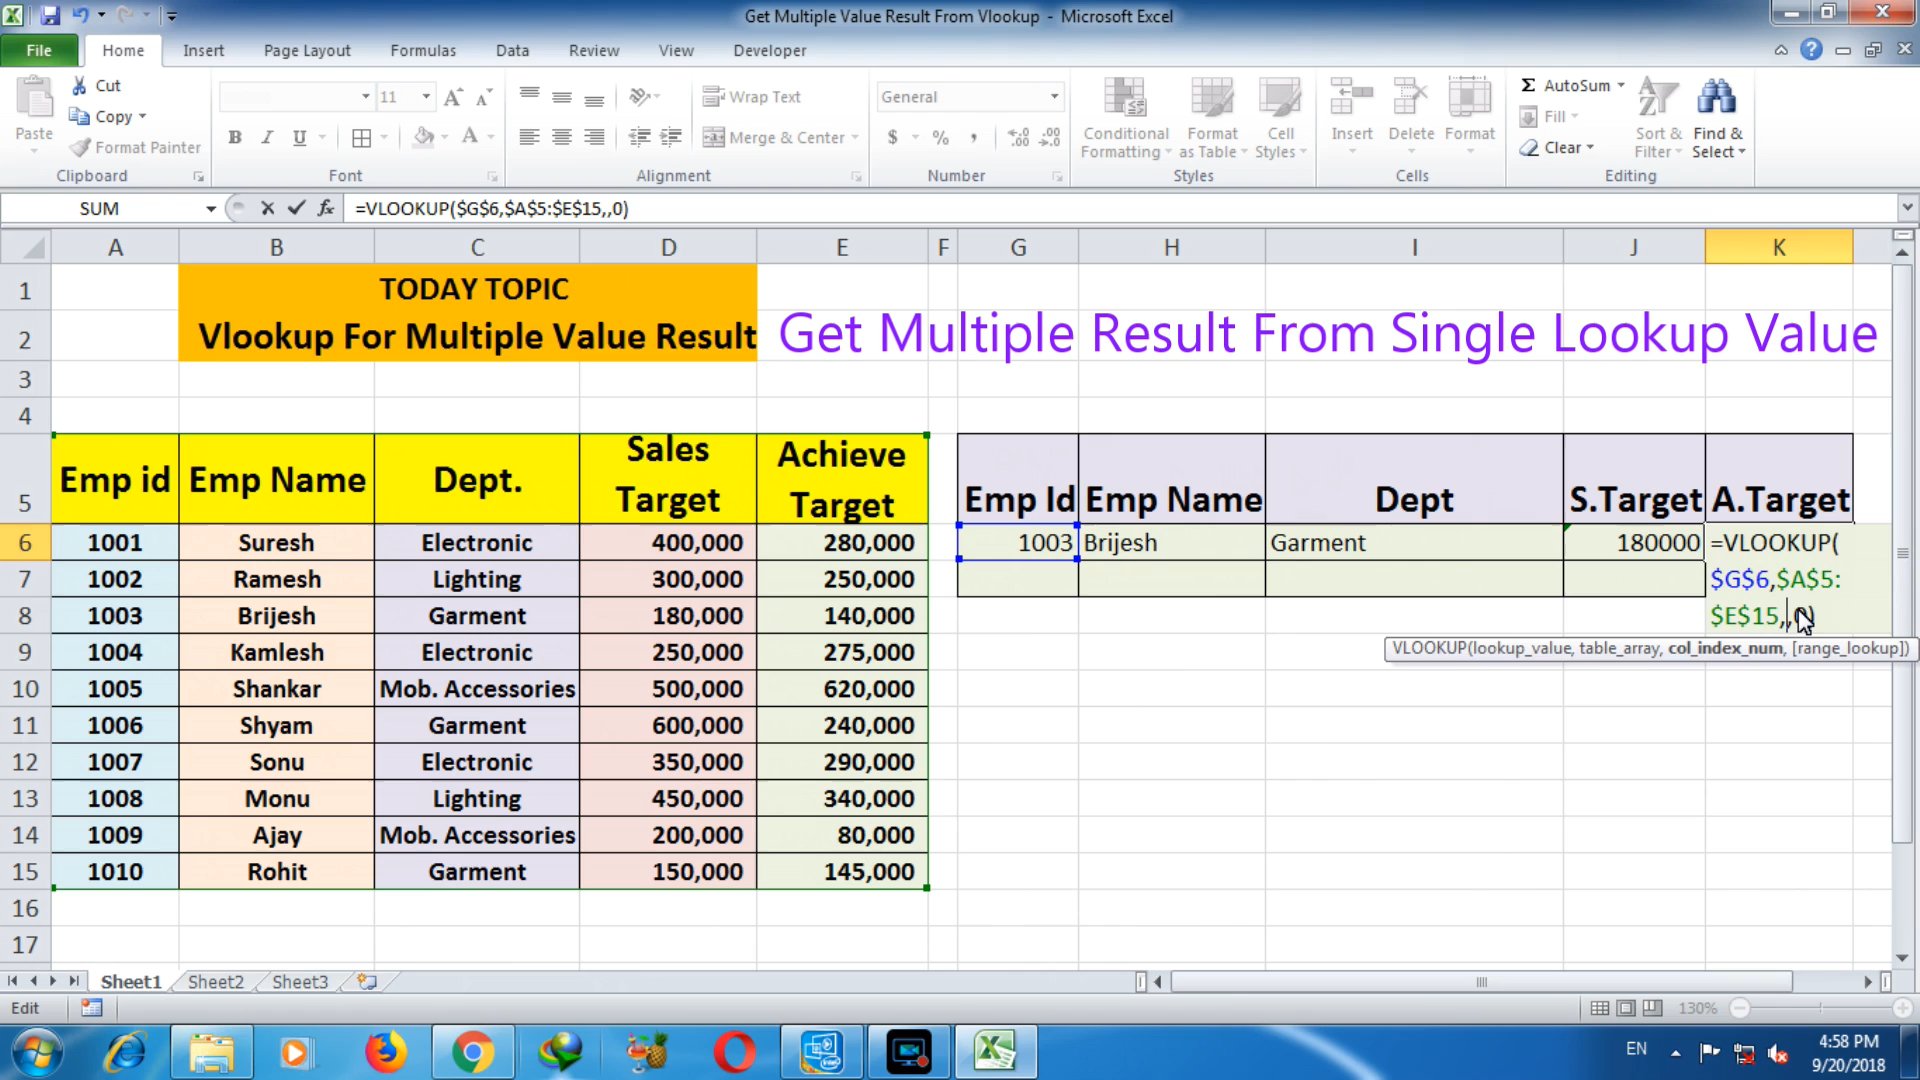 Get Multiple Value Result From Vlookup - Microsoft Excel
File Home Insert Page Layout Formulas Data Review View Developer
Paste Cut Copy Format Painter Clipboard
11 B I U Font
Wrap Text Merge & Center Alignment
General $ % , Number
Conditional Formatting Format as Table Cell Styles Styles
Insert Delete Format Cells
Σ AutoSum Fill Clear Sort & Filter Find & Select Editing
SUM fx =VLOOKUP($G$6,$A$5:$E$15,,0)
A B C D E F G H I J K
1 TODAY TOPIC
2 Vlookup For Multiple Value Result Get Multiple Result From Single Lookup Value
3
4
5 Emp id Emp Name Dept. Sales Target Achieve Target Emp Id Emp Name Dept S.Target A.Target
6 1001 Suresh Electronic 400,000 280,000 1003 Brijesh Garment 180000 =VLOOKUP(
7 1002 Ramesh Lighting 300,000 250,000 $G$6,$A$5:
8 1003 Brijesh Garment 180,000 140,000 $E$15,,0)
9 1004 Kamlesh Electronic 250,000 275,000 VLOOKUP(lookup_value, table_array, col_index_num, [range_lookup])
10 1005 Shankar Mob. Accessories 500,000 620,000
11 1006 Shyam Garment 600,000 240,000
12 1007 Sonu Electronic 350,000 290,000
13 1008 Monu Lighting 450,000 340,000
14 1009 Ajay Mob. Accessories 200,000 80,000
15 1010 Rohit Garment 150,000 145,000
16
17
Sheet1 Sheet2 Sheet3
Edit 130%
EN 4:58 PM
9/20/2018